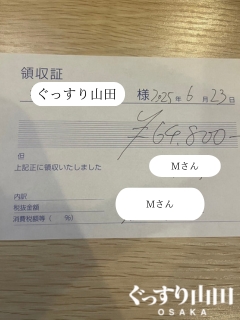 領収証
ぐっすり山田 様 2025年 6月 23日
¥64,800-
但
上記正に領収いたしました
Mさん
内訳
税抜金額
Mさん
消費税額等( %)
ぐっすり山田
OSAKA